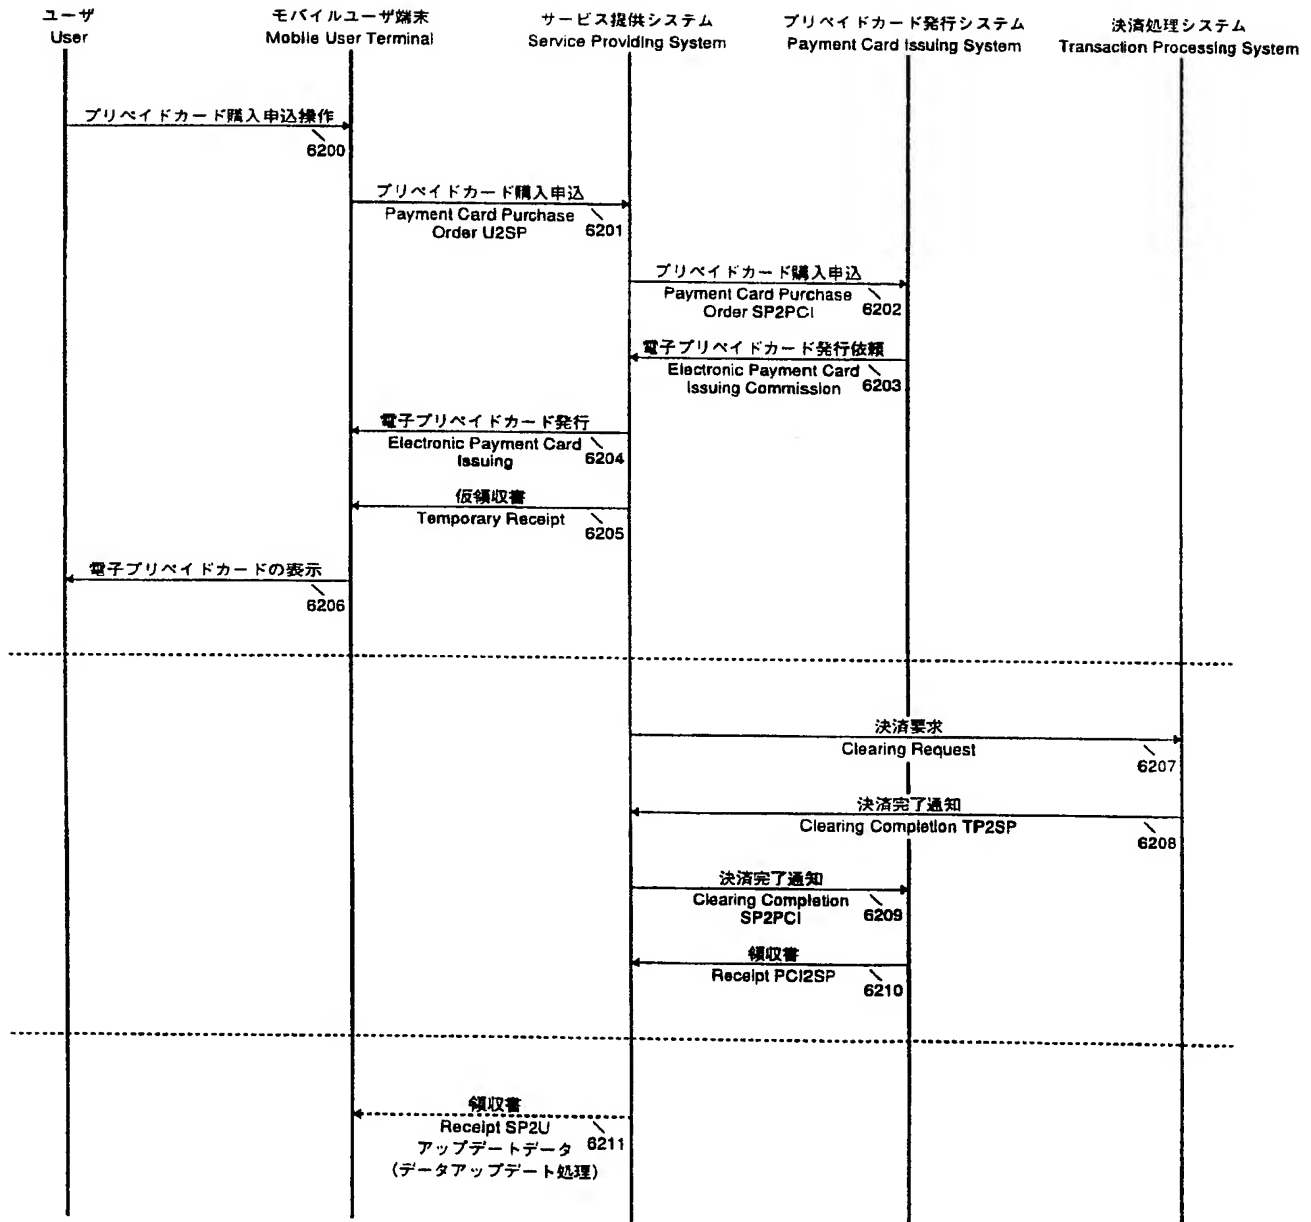 ユーザ
User
モバイルユーザ端末
Mobile User Terminal
サービス提供システム
Service Providing System
プリペイドカード発行システム
Payment Card Issuing System
決済処理システム
Transaction Processing System
プリペイドカード購入申込操作
6200
プリペイドカード購入申込
Payment Card Purchase
Order U2SP
6201
プリペイドカード購入申込
Payment Card Purchase
Order SP2PCI
6202
電子プリペイドカード発行依頼
Electronic Payment Card
Issuing Commission
6203
電子プリペイドカード発行
Electronic Payment Card
Issuing
6204
仮領収書
Temporary Receipt
6205
電子プリペイドカードの表示
6206
決済要求
Clearing Request
6207
決済完了通知
Clearing Completion TP2SP
6208
決済完了通知
Clearing Completion
SP2PCI
6209
領収書
Receipt PCI2SP
6210
領収書
Receipt SP2U
6211
アップデートデータ
(データアップデート処理)